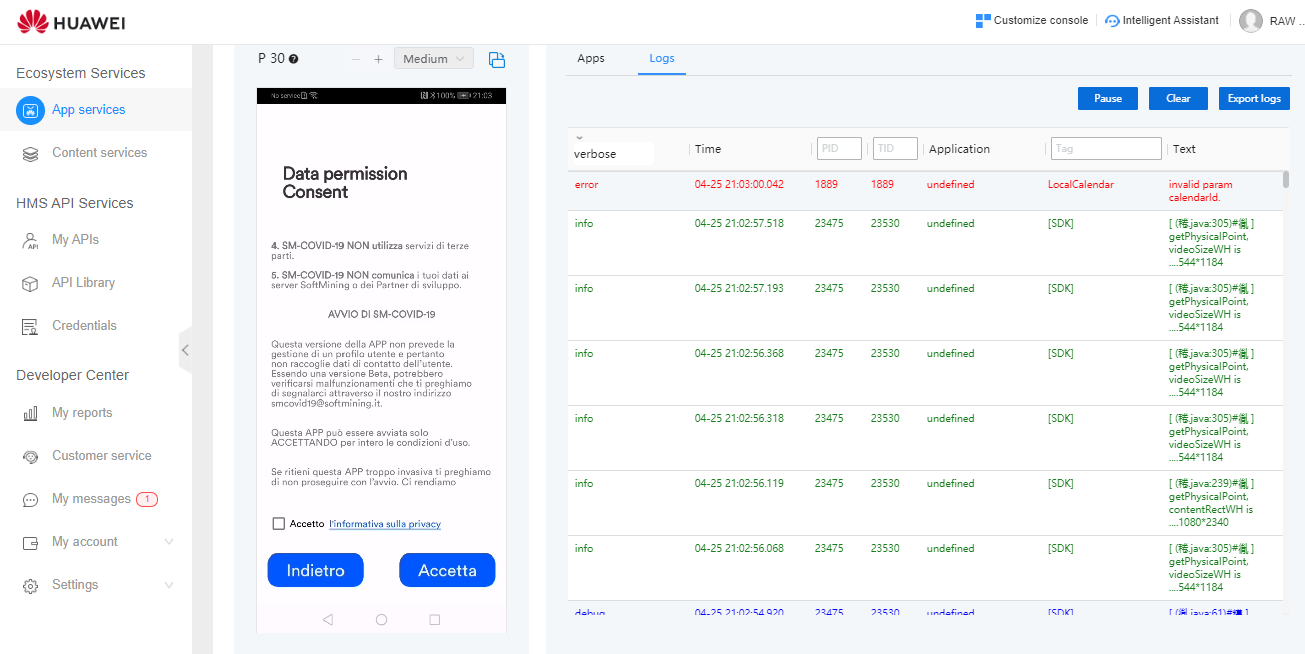 HUAWEI
Customize console
Intelligent Assistant
RAW ...
Ecosystem Services
App services
Content services
HMS API Services
My APIs
API Library
Credentials
Developer Center
My reports
Customer service
My messages 1
My account
Settings
P 30
Medium
No service
100%
21:03
Data permission
Consent
4. SM-COVID-19 NON utilizza servizi di terze
parti.
5. SM-COVID-19 NON comunica i tuoi dati ai
server SoftMining o dei Partner di sviluppo.
AVVIO DI SM-COVID-19
Questa versione della APP non prevede la
gestione di un profilo utente e pertanto
non raccoglie dati di contatto dell'utente.
Essendo una versione Beta, potrebbero
verificarsi malfunzionamenti che ti preghiamo
di segnalarci attraverso il nostro indirizzo
smcovid19@softmining.it.
Questa APP può essere avviata solo
ACCETTANDO per intero le condizioni d'uso.
Se ritieni questa APP troppo invasiva ti preghiamo
di non proseguire con l'avvio. Ci rendiamo
Accetto l'informativa sulla privacy
Indietro
Accetta
Apps
Logs
Pause
Clear
Export logs
verbose
Time
PID
TID
Application
Tag
Text
error 04-25 21:03:00.042 1889 1889 undefined LocalCalendar invalid param
calendarId.
info 04-25 21:02:57.518 23475 23530 undefined [SDK] [ (稀.java:305)#胤 ]
getPhysicalPoint,
videoSizeWH is
....544*1184
info 04-25 21:02:57.193 23475 23530 undefined [SDK] [ (稀.java:305)#胤 ]
getPhysicalPoint,
videoSizeWH is
....544*1184
info 04-25 21:02:56.368 23475 23530 undefined [SDK] [ (稀.java:305)#胤 ]
getPhysicalPoint,
videoSizeWH is
....544*1184
info 04-25 21:02:56.318 23475 23530 undefined [SDK] [ (稀.java:305)#胤 ]
getPhysicalPoint,
videoSizeWH is
....544*1184
info 04-25 21:02:56.119 23475 23530 undefined [SDK] [ (稀.java:239)#胤 ]
getPhysicalPoint,
contentRectWH is
....1080*2340
info 04-25 21:02:56.068 23475 23530 undefined [SDK] [ (稀.java:305)#胤 ]
getPhysicalPoint,
videoSizeWH is
....544*1184
debug 04-25 21:02:54.920 23475 23530 undefined [SDK] [ (胤.java:61)# ]